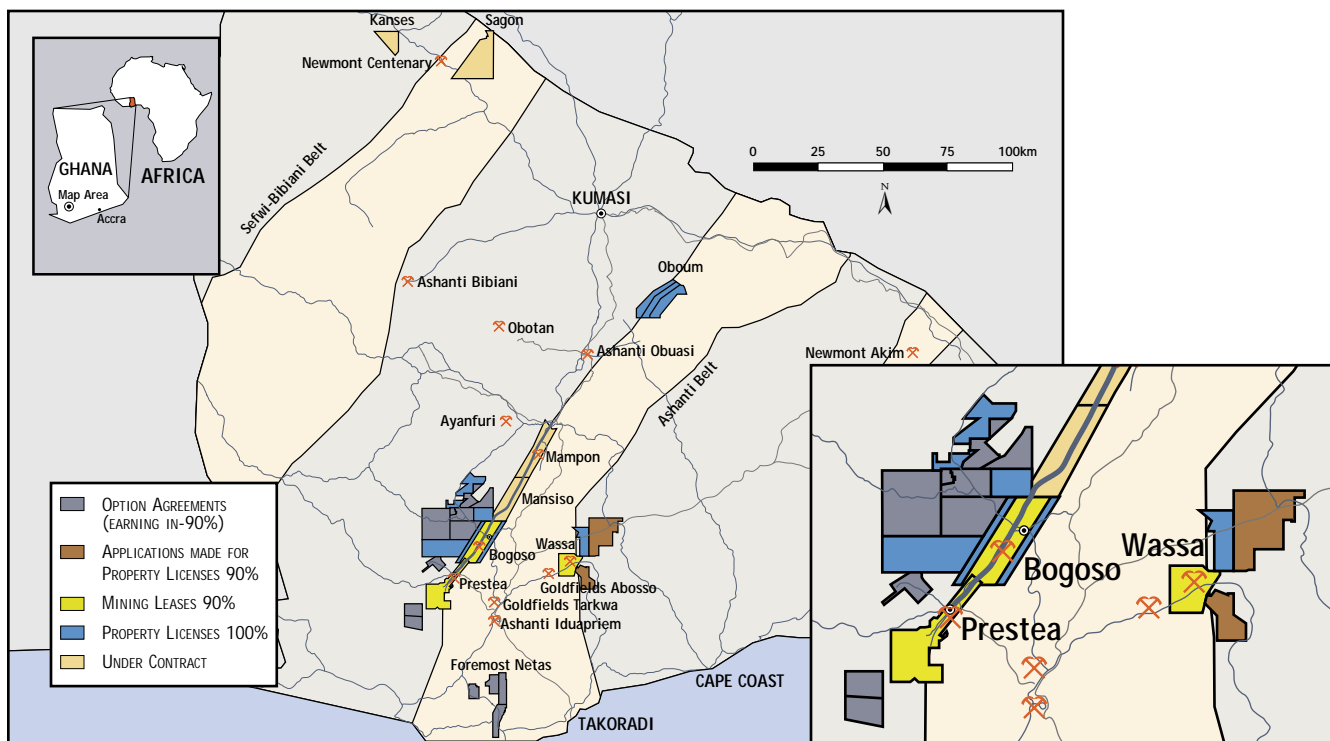 Kanses
Sagon
Newmont Centenary
GHANA
AFRICA
Map Area
Accra
Sefwi-Bibiani Belt
0 25 50 75 100km
N
KUMASI
Oboum
Ashanti Bibiani
Obotan
Ashanti Obuasi
Newmont Akim
Ashanti Belt
Ayanfuri
Mampon
Mansiso
Wassa
Bogoso
Prestea
Goldfields Abosso
Goldfields Tarkwa
Ashanti Iduapriem
Foremost Netas
CAPE COAST
TAKORADI
OPTION AGREEMENTS
(EARNING IN-90%)
APPLICATIONS MADE FOR
PROPERTY LICENSES 90%
MINING LEASES 90%
PROPERTY LICENSES 100%
UNDER CONTRACT
Wassa
Bogoso
Prestea